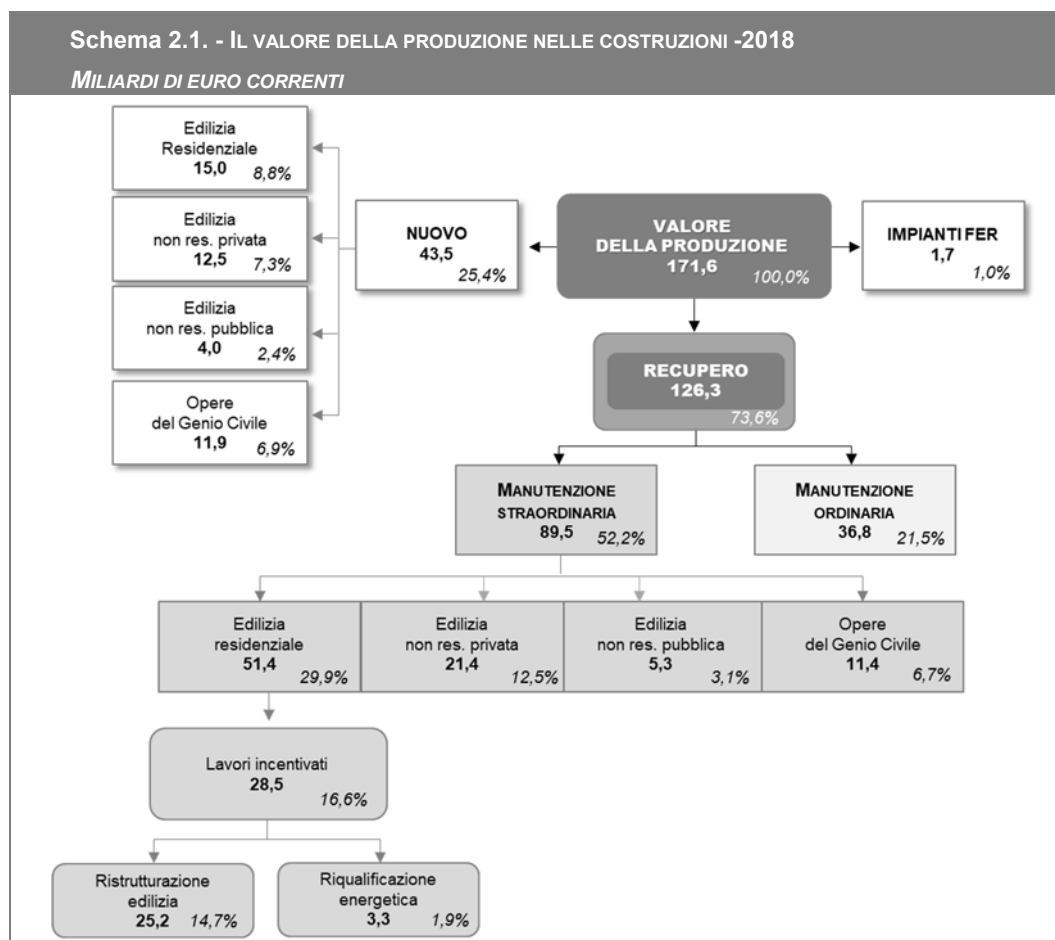 Schema 2.1. - IL VALORE DELLA PRODUZIONE NELLE COSTRUZIONI -2018
MILIARDI DI EURO CORRENTI
Edilizia
Residenziale
15,0 8,8%
Edilizia
non res. privata
12,5 7,3%
Edilizia
non res. pubblica
4,0 2,4%
Opere
del Genio Civile
11,9 6,9%
NUOVO
43,5
25,4%
VALORE
DELLA PRODUZIONE
171,6
100,0%
IMPIANTI FER
1,7
1,0%
RECUPERO
126,3
73,6%
MANUTENZIONE
STRAORDINARIA
89,5 52,2%
MANUTENZIONE
ORDINARIA
36,8 21,5%
Edilizia
residenziale
51,4
29,9%
Edilizia
non res. privata
21,4
12,5%
Edilizia
non res. pubblica
5,3
3,1%
Opere
del Genio Civile
11,4
6,7%
Lavori incentivati
28,5
16,6%
Ristrutturazione
edilizia
25,2 14,7%
Riqualificazione
energetica
3,3 1,9%